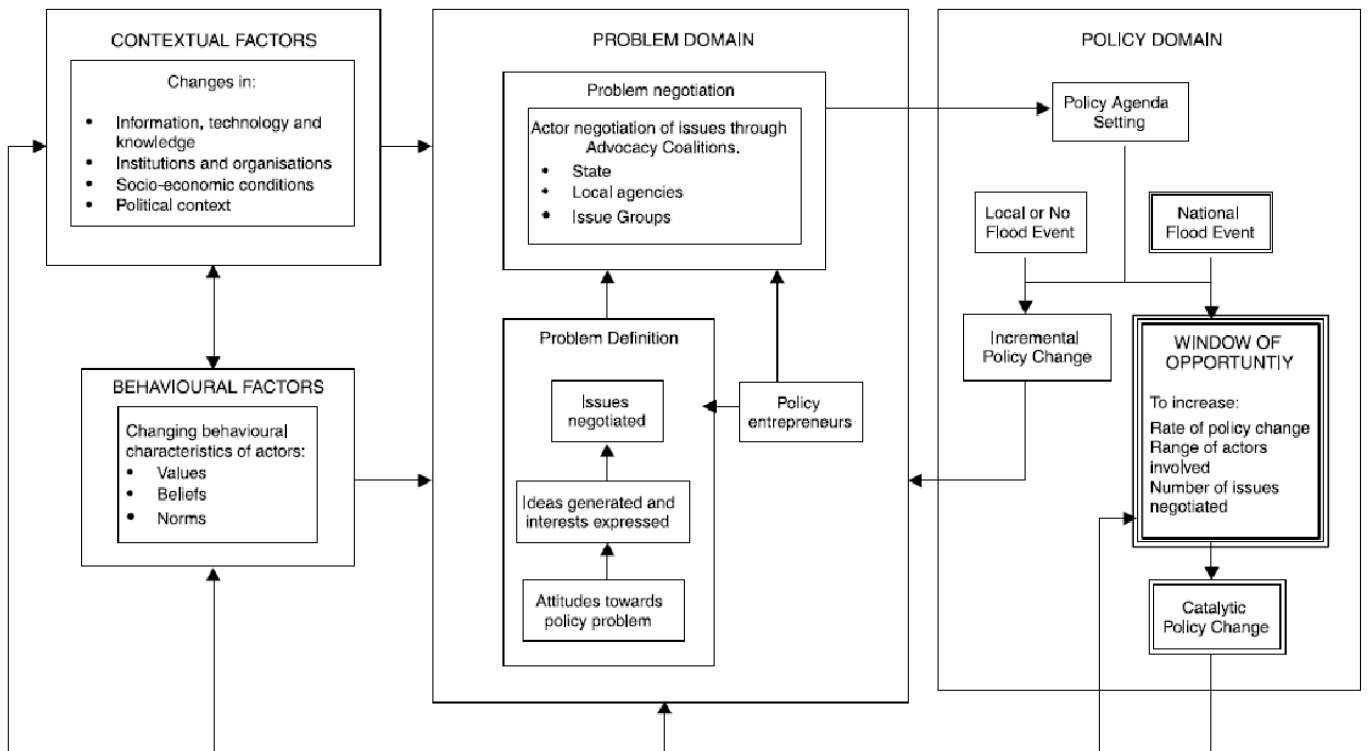 CONTEXTUAL FACTORS
Changes in:
• Information, technology and
knowledge
• Institutions and organisations
• Socio-economic conditions
• Political context
BEHAVIOURAL FACTORS
Changing behavioural
characteristics of actors:
• Values
• Beliefs
• Norms
PROBLEM DOMAIN
Problem negotiation
Actor negotiation of issues through
Advocacy Coalitions.
• State
• Local agencies
• Issue Groups
Problem Definition
Issues
negotiated
Policy
entrepreneurs
Ideas generated and
interests expressed
Attitudes towards
policy problem
POLICY DOMAIN
Policy Agenda
Setting
Local or No
Flood Event
National
Flood Event
Incremental
Policy Change
WINDOW OF
OPPORTUNTIY
To increase:
Rate of policy change
Range of actors
involved
Number of issues
negotiated
Catalytic
Policy Change